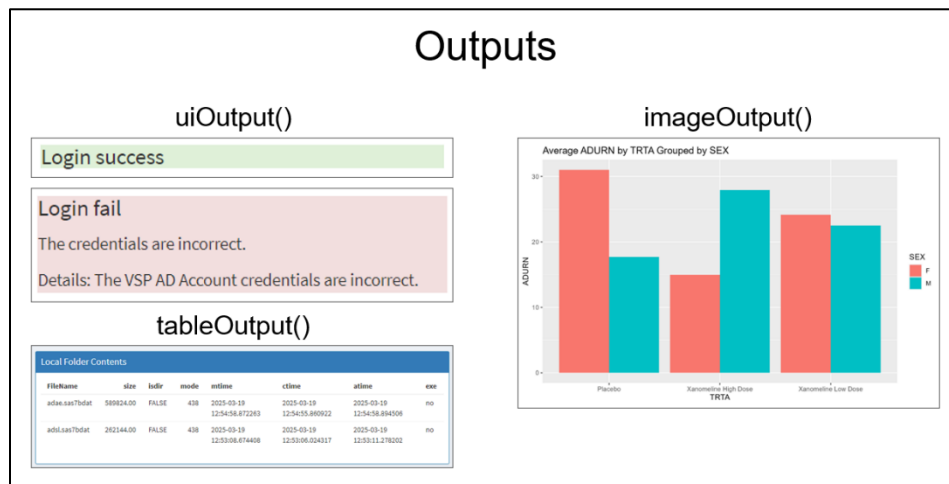 Outputs
uiOutput()
Login success
Login fail
The credentials are incorrect.
Details: The VSP AD Account credentials are incorrect.
tableOutput()
Local Folder Contents
FileName size isdir mode mtime ctime atime exe
adae.sas7bdat 589824.00 FALSE 438 2025-03-19 2025-03-19 2025-03-19 no
12:54:58.872263 12:54:55.860922 12:54:58.894506
adsl.sas7bdat 262144.00 FALSE 438 2025-03-19 2025-03-19 2025-03-19 no
12:53:08.674408 12:53:06.024317 12:53:11.278202
imageOutput()
Average ADURN by TRTA Grouped by SEX
30
20
10
0
ADURN
Placebo Xanomeline High Dose Xanomeline Low Dose
TRTA
SEX
F
M